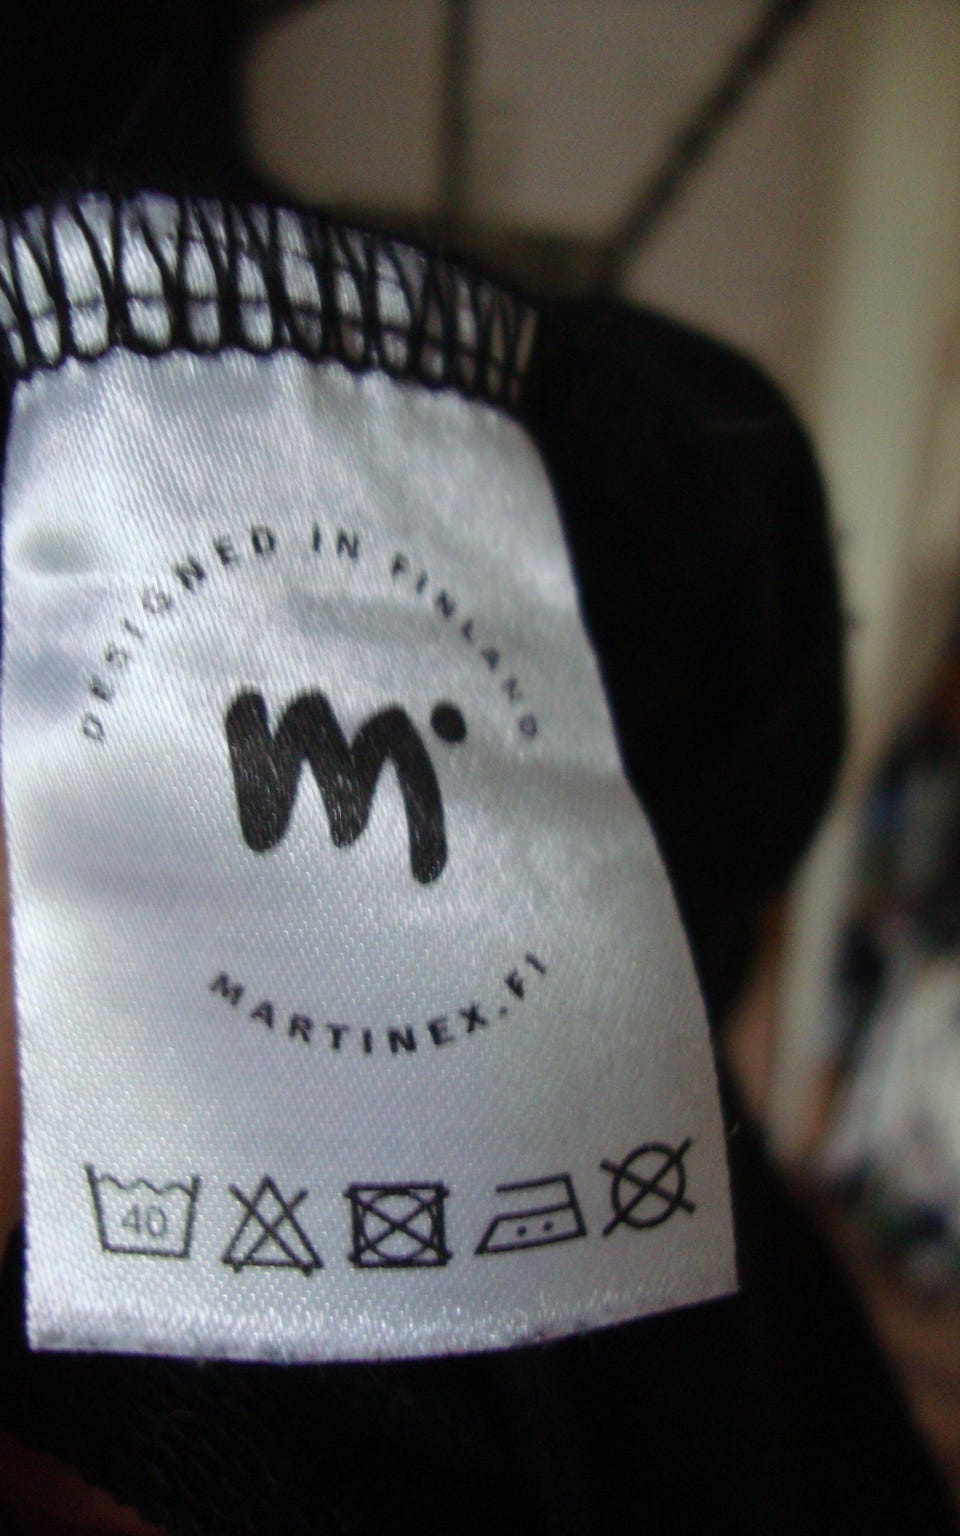 DESIGNED IN FINLAND
m
MARTINEX.FI
40